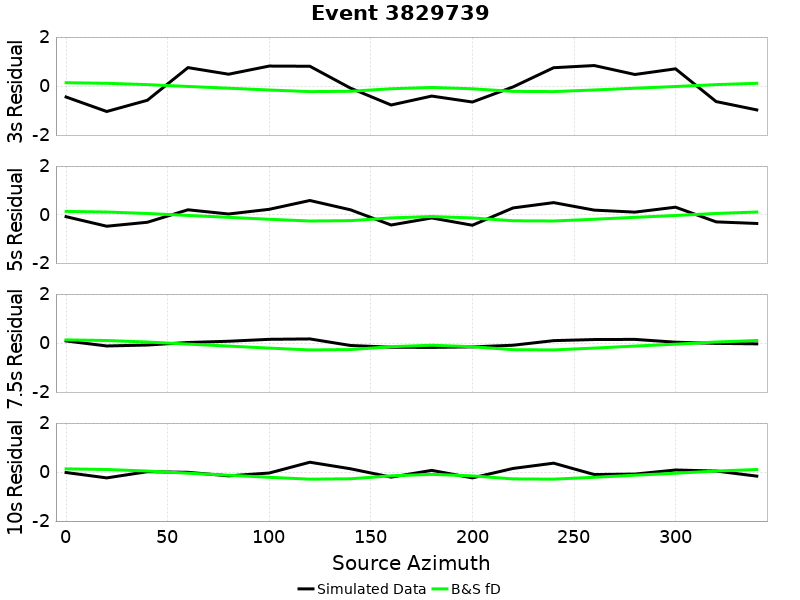 Event 3829739
3s Residual
2
0
-2
5s Residual
2
0
-2
7.5s Residual
2
0
-2
10s Residual
2
0
-2
0 50 100 150 200 250 300
Source Azimuth
Simulated Data B&S fD